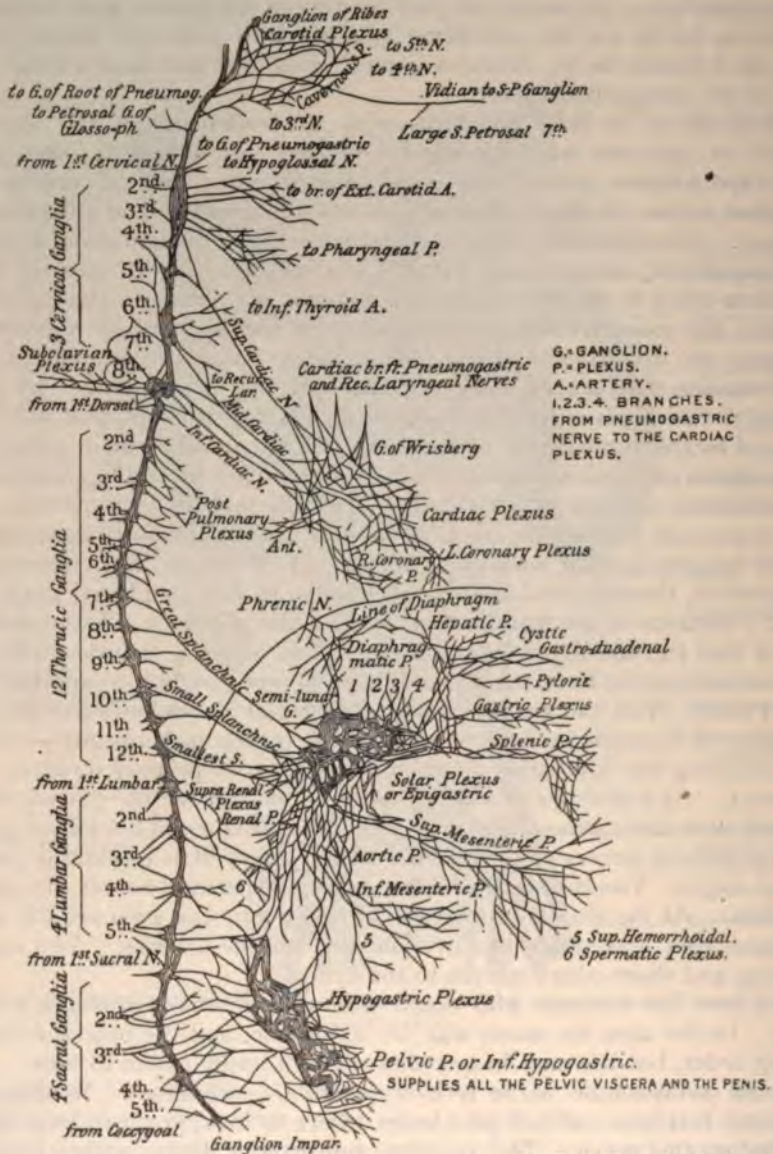 Ganglion of Ribes
Carotid Plexus
Cavernous P.
to 5th N.
to 4th N.
Vidian to S-P Ganglion
to G. of Root of Pneumog.
to Petrosal G. of
Glosso-ph
to 3rd N.
Large S. Petrosal 7th
to G. of Pneumogastric
to Hypoglossal N.
from 1st Cervical N.
2nd.
to br. of Ext. Carotid A.
3rd.
4th.
to Pharyngeal P.
3 Cervical Ganglia
5th.
6th.
to Inf. Thyroid A.
7th
Sup. Cardiac N.
Subclavian
Plexus
8th
to Recur
Lar.
Mid. Cardiac
Cardiac br. fr. Pneumogastric
and Rec. Laryngeal Nerves
G.=GANGLION.
P.=PLEXUS.
A.=ARTERY.
1.2.3.4. BRANCHES.
FROM PNEUMOGASTRIC
NERVE TO THE CARDIAC
PLEXUS.
from 1st Dorsal
Inf. Cardiac N.
G. of Wrisberg
2nd
3rd
4th
Post
Pulmonary
Plexus
Ant.
Cardiac Plexus
5th
6th
R. Coronary
P.
L. Coronary Plexus
12 Thoracic Ganglia
7th
8th
9th
10th
11th
12th
Great Splanchnic
Phrenic N.
Line of Diaphragm
Hepatic P.
Cystic
Gastro-duodenal
Diaphrag
matic P.
Pyloric
1 2 3 4
Small Splanchnic
Semi-lunar
G.
Gastric Plexus
Splenic P.
Smallest S.
from 1st Lumbar
Supra Renal
Plexas
Renal P.
Solar Plexus
or Epigastric
4 Lumbar Ganglia
2nd
3rd
4th
5th
Sup. Mesenteric P
Aortic P.
6
Inf. Mesenteric P.
5
5 Sup. Hemorrhoidal.
6 Spermatic Plexus.
from 1st Sacral N.
4 Sacral Ganglia
2nd
3rd
4th
5th
Hypogastric Plexus
Pelvic P. or Inf. Hypogastric.
SUPPLIES ALL THE PELVIC VISCERA AND THE PENIS.
from Coccygoal
Ganglion Impar.